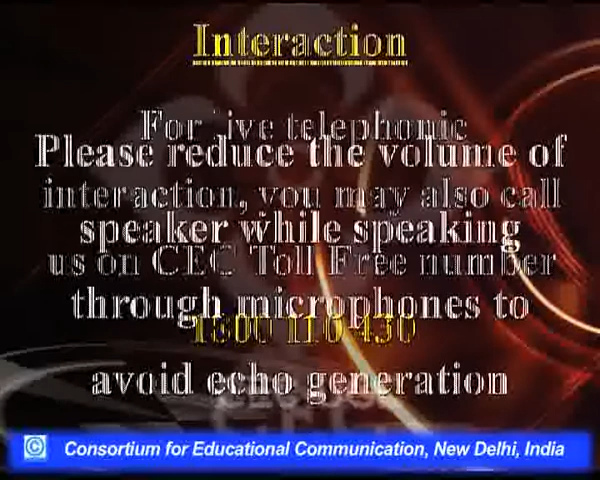 Interaction
For live telephonic
Please reduce the volume of
interaction, you may also call
speaker while speaking
us on CEC Toll Free number
through microphones to
1800 110 430
avoid echo generation
© Consortium for Educational Communication, New Delhi, India